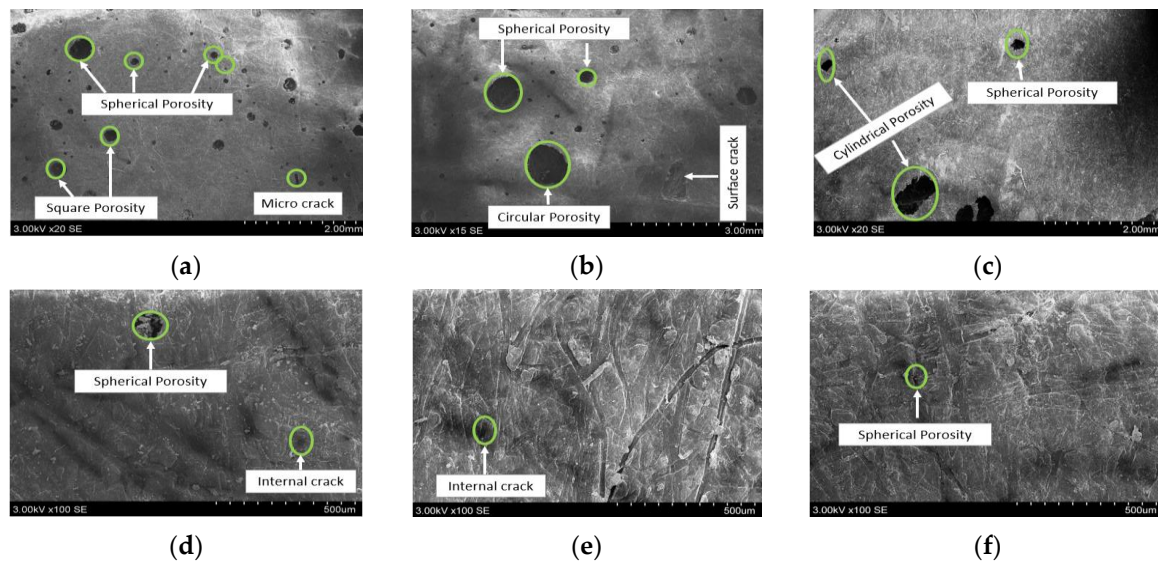 Spherical Porosity
Square Porosity
Micro crack
3.00kV x20 SE
2.00mm
(a)
Spherical Porosity
Surface crack
Circular Porosity
3.00kV x15 SE
3.00mm
(b)
Spherical Porosity
Cylindrical Porosity
3.00kV x20 SE
2.00mm
(c)
Spherical Porosity
Internal crack
3.00kV x100 SE
500um
(d)
Internal crack
3.00kV x100 SE
500um
(e)
Spherical Porosity
3.00kV x100 SE
500um
(f)